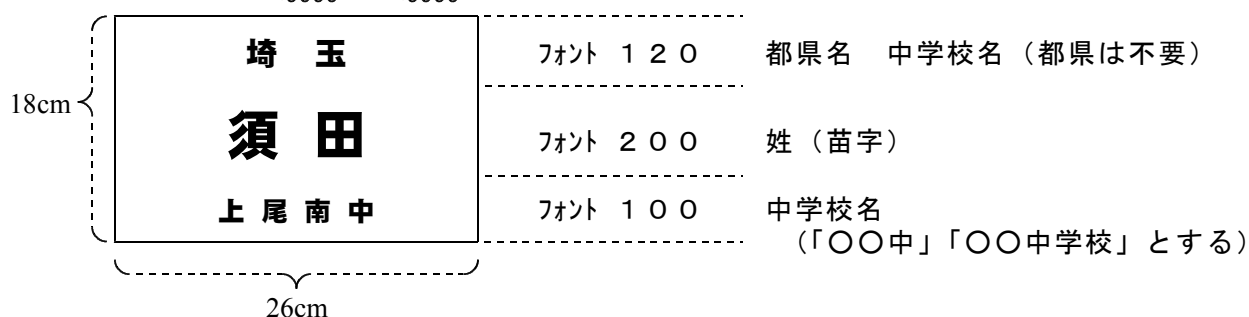 埼 玉 ﾌｫﾝﾄ １２０ 都県名　中学校名（都県は不要）
18cm
須 田 ﾌｫﾝﾄ ２００ 姓（苗字）
上 尾 南 中 ﾌｫﾝﾄ １００ 中学校名
（「〇〇中」「〇〇中学校」とする）
26cm